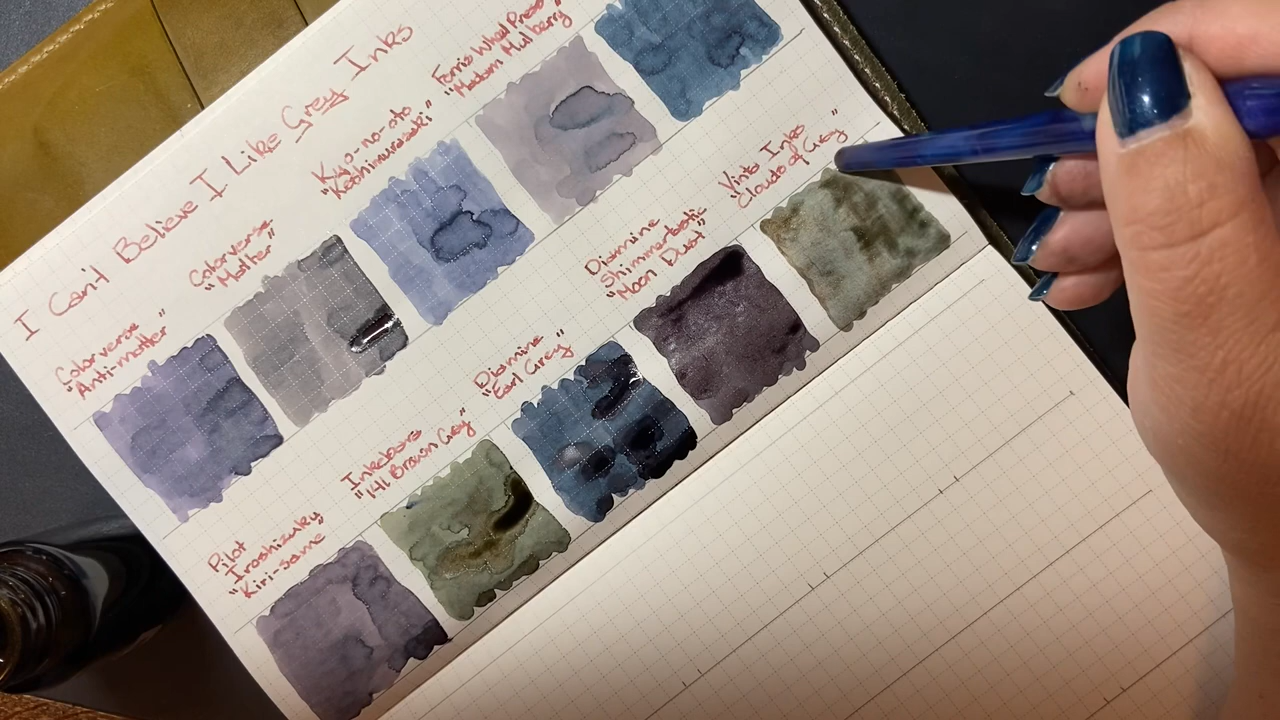 I Can't Believe I Like Grey Inks
Colorverse
"Anti-matter"
Colorverse
"Matter"
Kyo-no-oto
"Keshimurasaki"
Ferris Wheel Press
"Madam Mulberry"
Pilot
Iroshizuku
"Kiri-same"
Inkebara
"141 Brown Grey"
Diamine
"Earl Grey"
Diamine
Shimmertastic
"Moon Dust"
Vinta Inks
"Clouds of Grey"